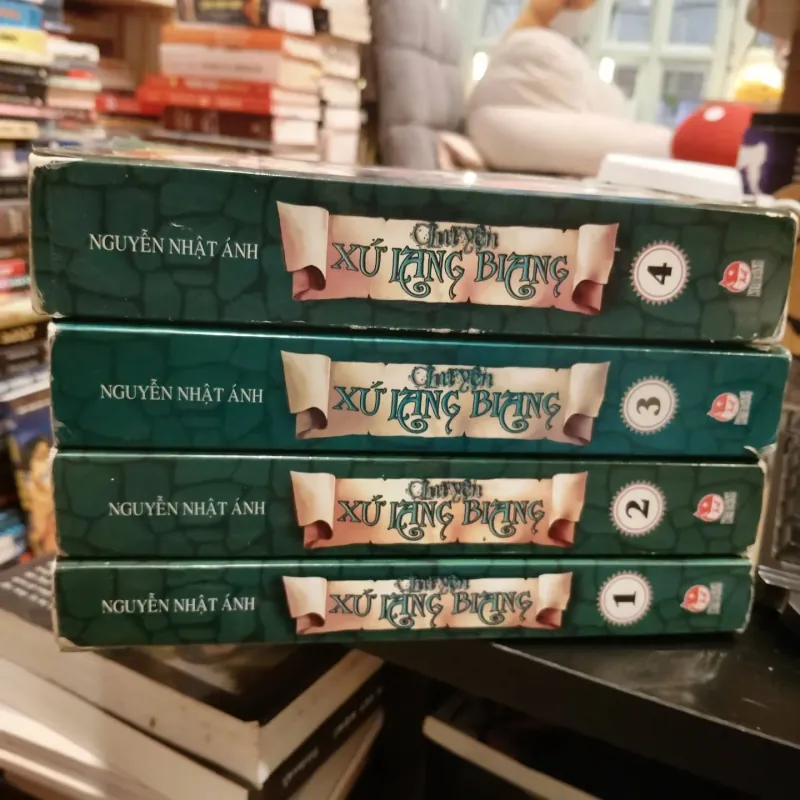 NGUYỄN NHẬT ÁNH
Chuyện
XỨ LANG BIANG
4
NGUYỄN NHẬT ÁNH
Chuyện
XỨ LANG BIANG
3
NGUYỄN NHẬT ÁNH
Chuyện
XỨ LANG BIANG
2
NGUYỄN NHẬT ÁNH
Chuyện
XỨ LANG BIANG
1